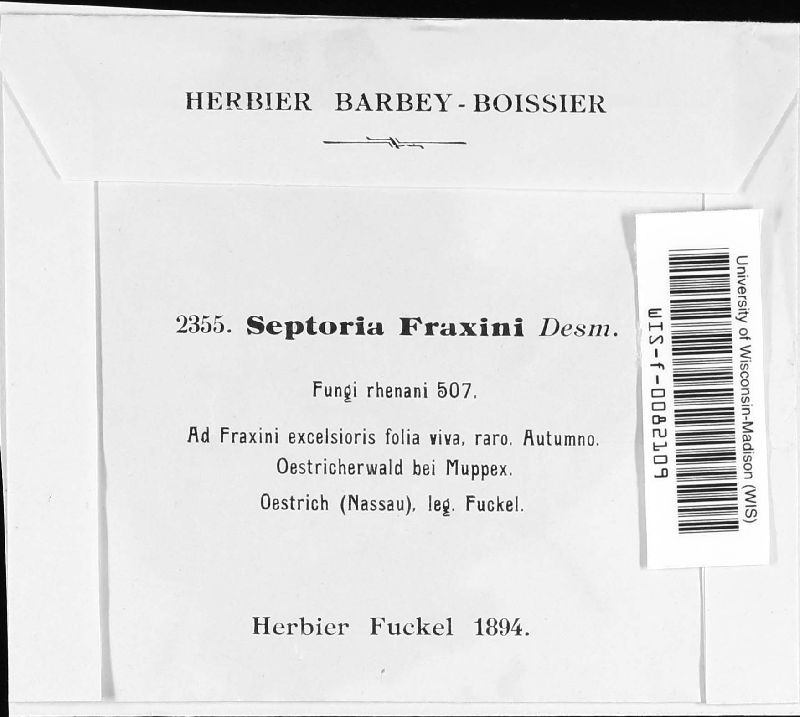 HERBIER BARBEY-BOISSIER
2355. Septoria Fraxini Desm.
Fungi rhenani 507.
Ad Fraxini excelsioris folia viva, raro. Autumno.
Oestricherwald bei Muppex.
Oestrich (Nassau), leg. Fuckel.
Herbier Fuckel 1894.
University of Wisconsin-Madison (WIS)
WIS-f-0082109